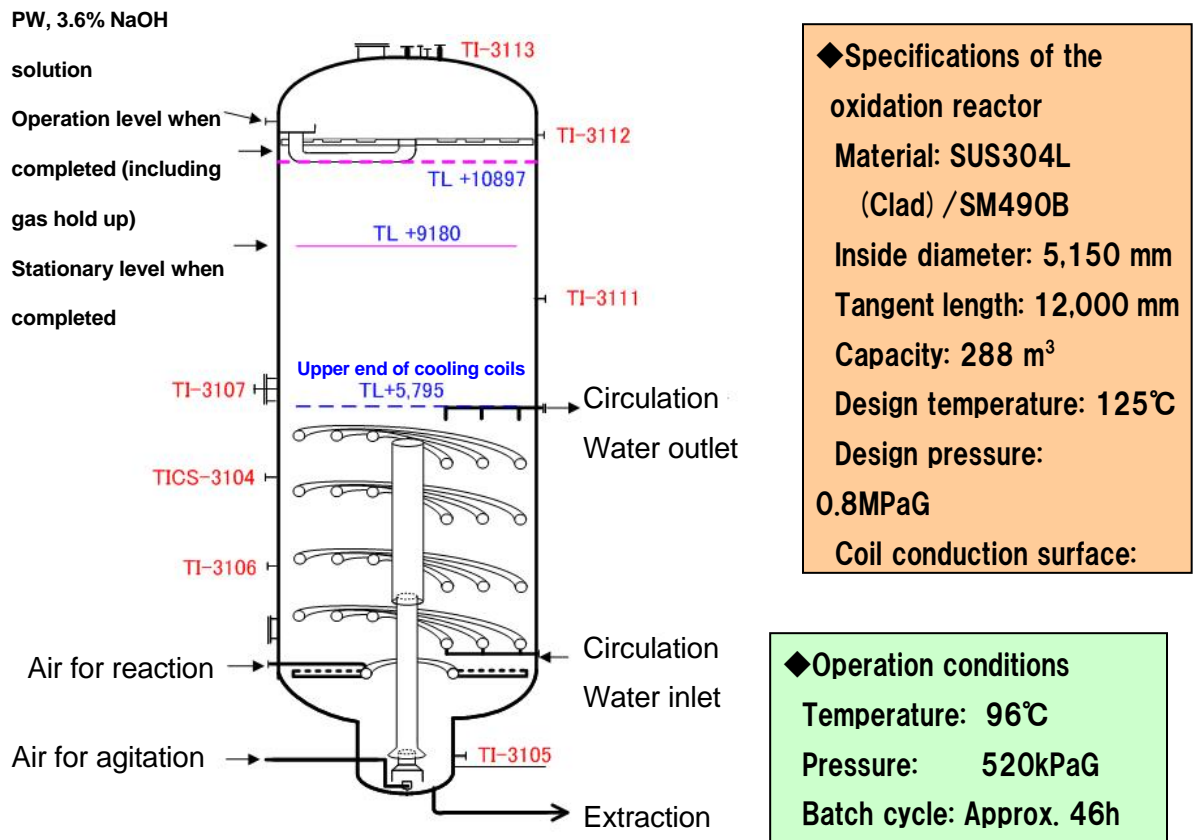 PW, 3.6% NaOH
solution
Operation level when
completed (including
gas hold up)
Stationary level when
completed
TI-3113
TI-3112
TL +10897
TL +9180
TI-3111
Upper end of cooling coils
TL+5,795
TI-3107
Circulation
Water outlet
TICS-3104
TI-3106
Air for reaction
Circulation
Water inlet
Air for agitation
TI-3105
Extraction
◆Specifications of the
oxidation reactor
Material: SUS304L
(Clad) /SM490B
Inside diameter: 5,150 mm
Tangent length: 12,000 mm
Capacity: 288 m³
Design temperature: 125℃
Design pressure:
0.8MPaG
Coil conduction surface:
◆Operation conditions
Temperature: 96℃
Pressure: 520kPaG
Batch cycle: Approx. 46h